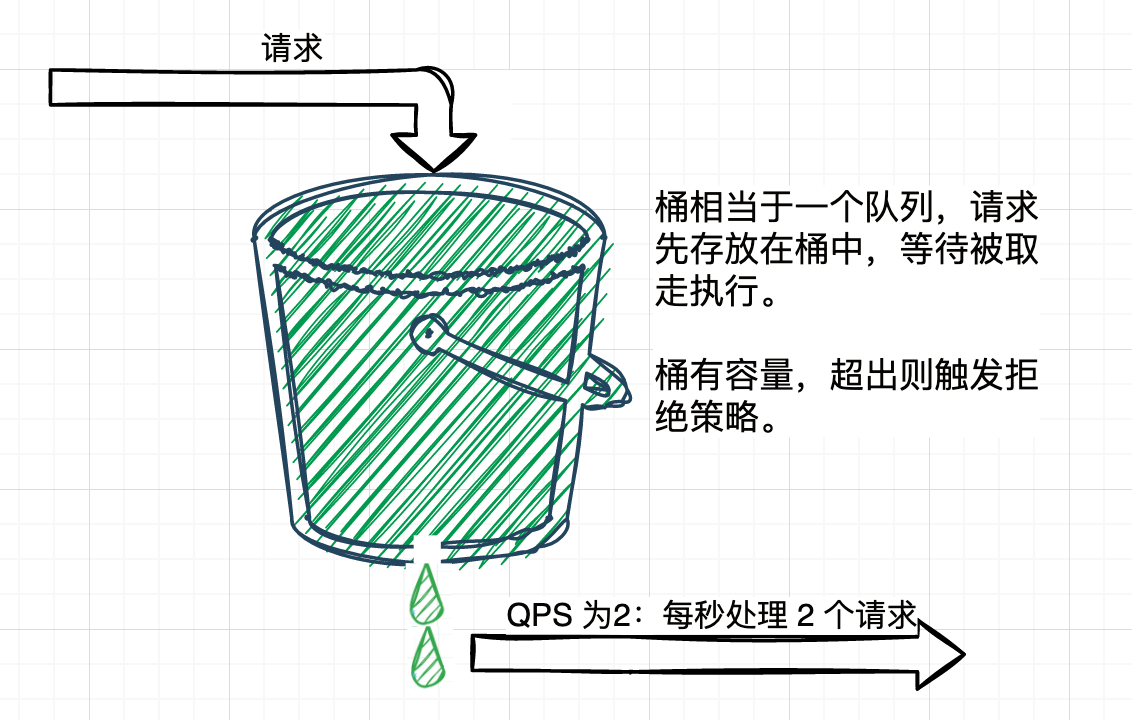 请求
桶相当于一个队列，请求
先存放在桶中，等待被取
走执行。
桶有容量，超出则触发拒
绝策略。
QPS 为2：每秒处理 2 个请求